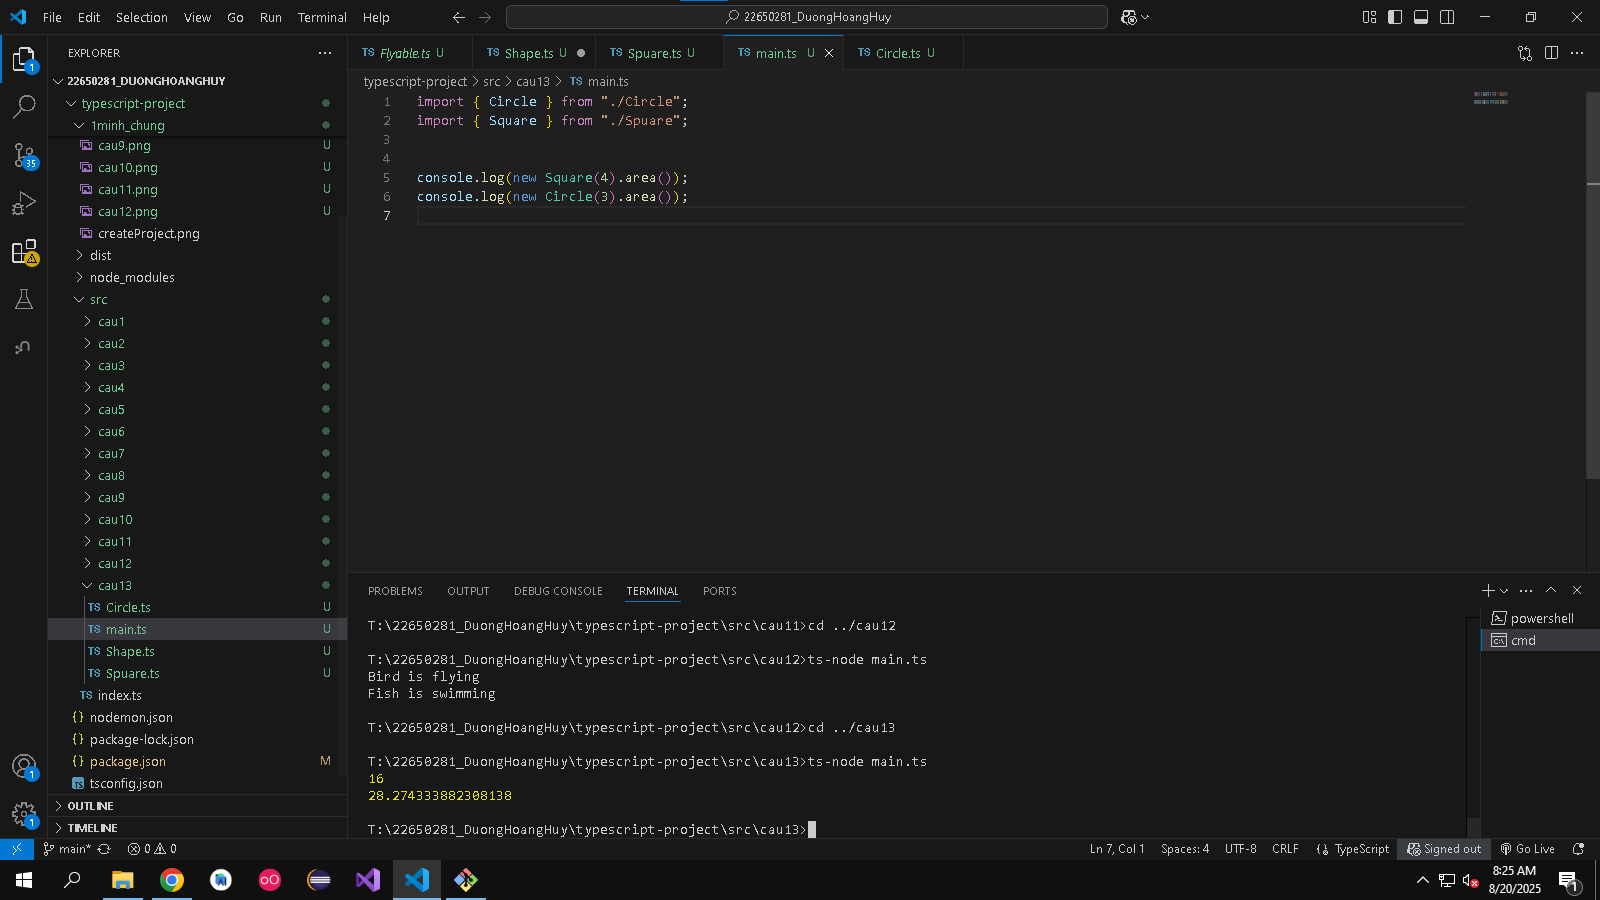 File Edit Selection View Go Run Terminal Help
22650281_DuongHoangHuy
EXPLORER
22650281_DUONGHOANGHUY
typescript-project
1minh_chung
cau9.png U
cau10.png U
cau11.png U
cau12.png U
createProject.png
dist
node_modules
src
cau1
cau2
cau3
cau4
cau5
cau6
cau7
cau8
cau9
cau10
cau11
cau12
cau13
TS Circle.ts U
TS main.ts U
TS Shape.ts U
TS Spuare.ts U
TS index.ts
{} nodemon.json
{} package-lock.json
{} package.json M
TS tsconfig.json
OUTLINE
TIMELINE
1
35
1
1
TS Flyable.ts U TS Shape.ts U TS Spuare.ts U TS main.ts U TS Circle.ts U
typescript-project > src > cau13 > TS main.ts
1 import { Circle } from "./Circle";
2 import { Square } from "./Spuare";
3
4
5 console.log(new Square(4).area());
6 console.log(new Circle(3).area());
7
PROBLEMS OUTPUT DEBUG CONSOLE TERMINAL PORTS
powershell
cmd
T:\22650281_DuongHoangHuy\typescript-project\src\cau11>cd ../cau12
T:\22650281_DuongHoangHuy\typescript-project\src\cau12>ts-node main.ts
Bird is flying
Fish is swimming
T:\22650281_DuongHoangHuy\typescript-project\src\cau12>cd ../cau13
T:\22650281_DuongHoangHuy\typescript-project\src\cau13>ts-node main.ts
16
28.274333882308138
T:\22650281_DuongHoangHuy\typescript-project\src\cau13>
main* 0 0 Ln 7, Col 1 Spaces: 4 UTF-8 CRLF TypeScript Signed out Go Live
8:25 AM
8/20/2025
1